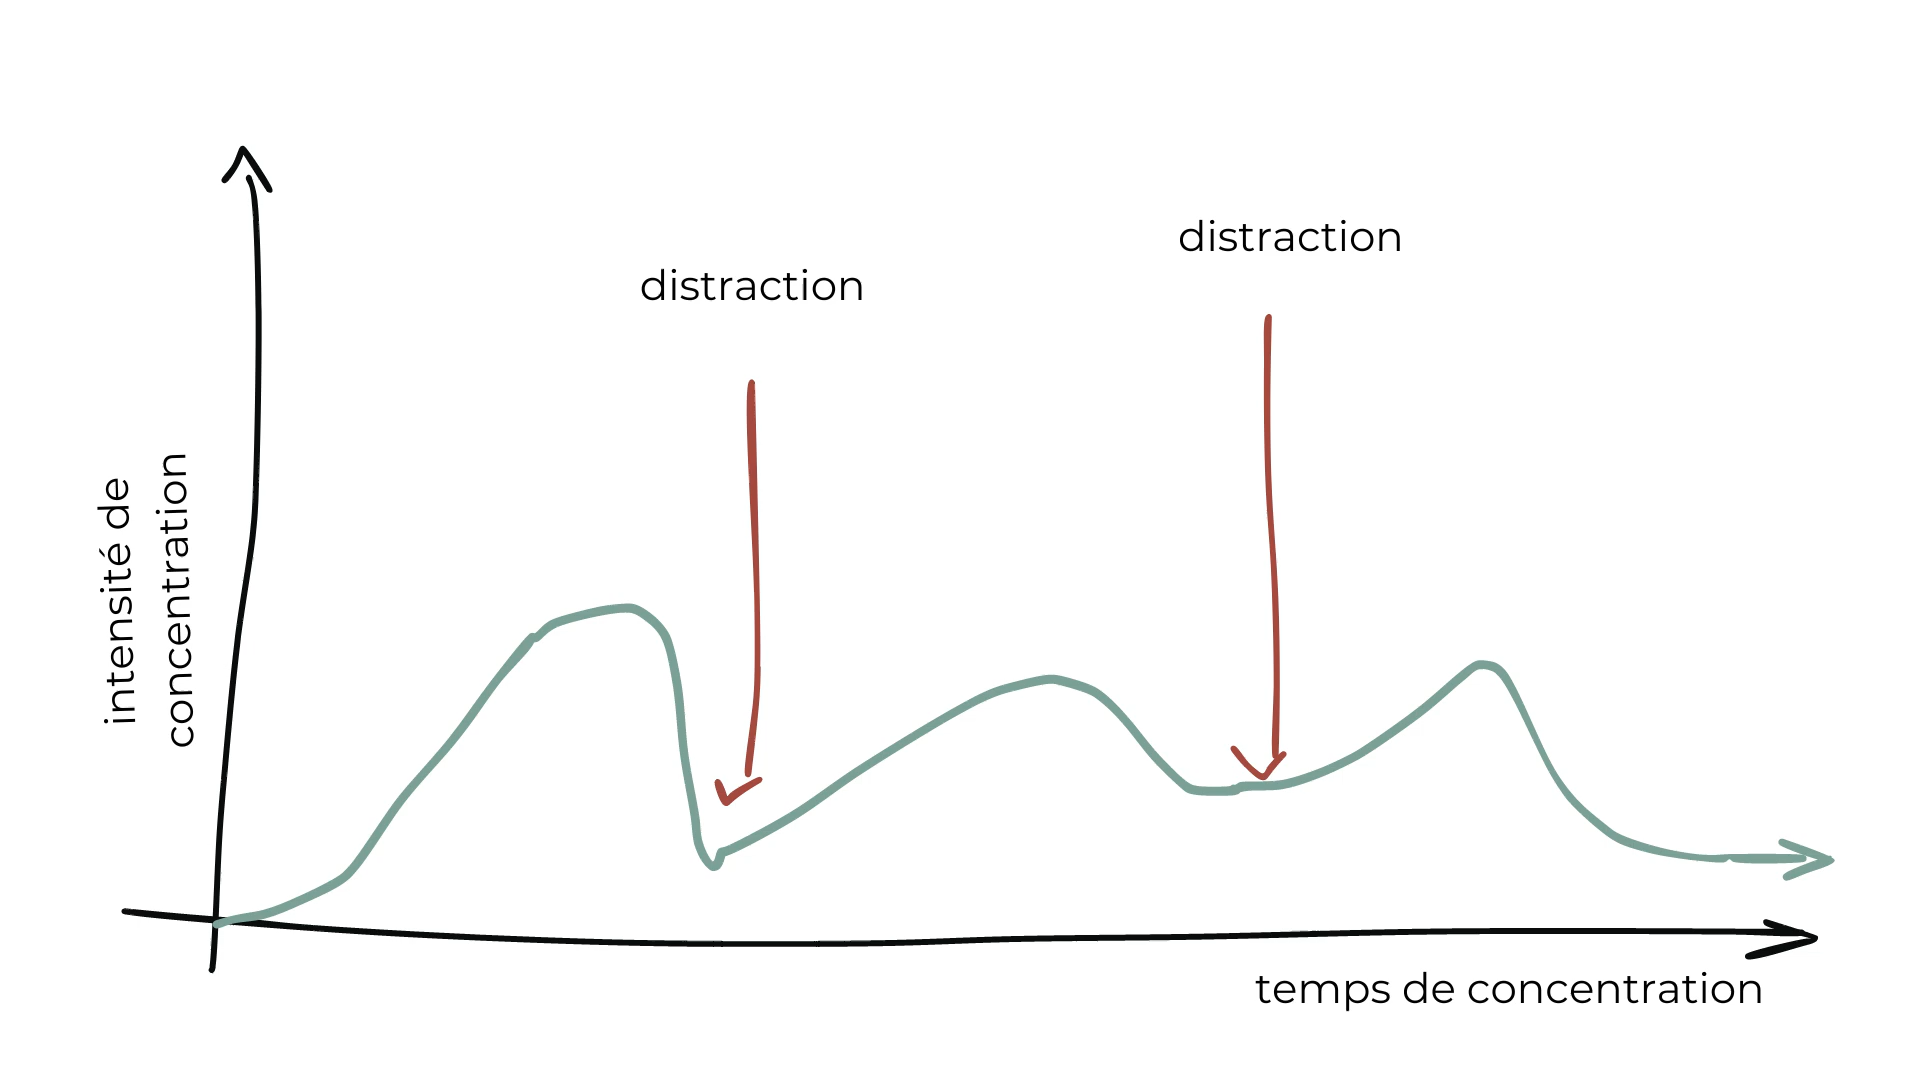 distraction
distraction
intensité de
concentration
temps de concentration